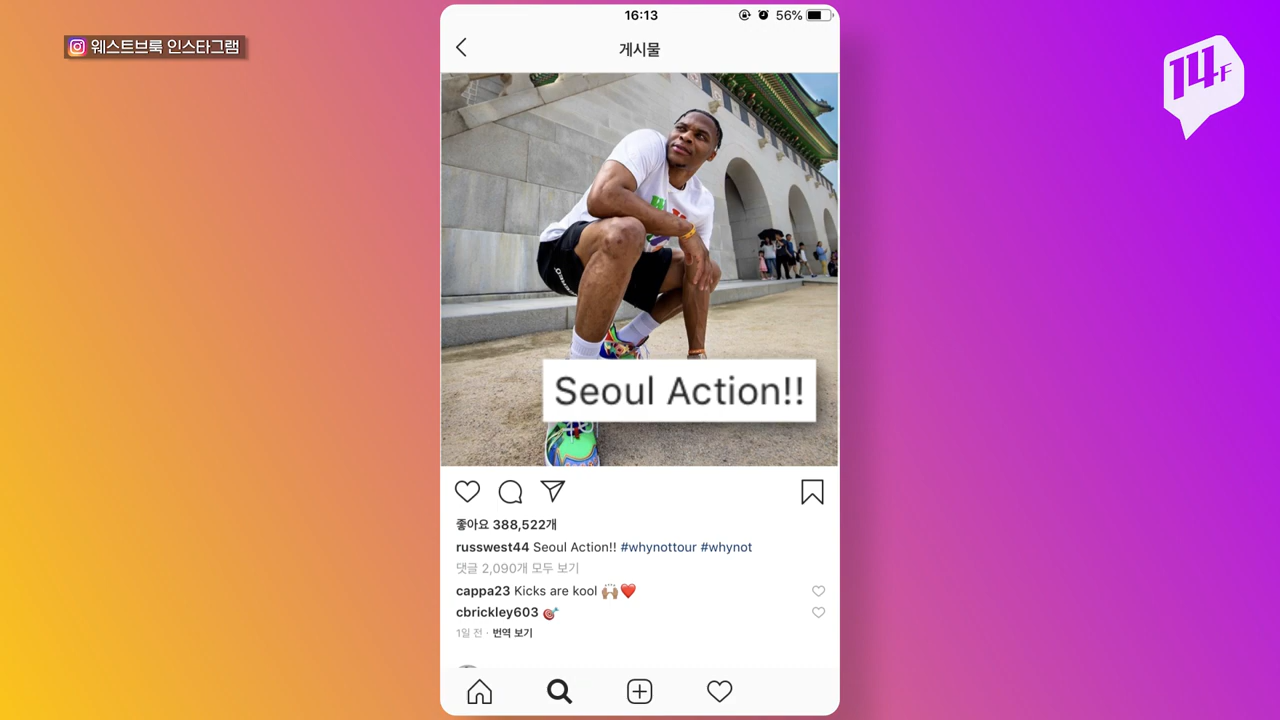 웨스트브룩 인스타그램
14F
16:13
56%
게시물
Seoul Action!!
좋아요 388,522개
russwest44 Seoul Action!! #whynottour #whynot
댓글 2,090개 모두 보기
cappa23 Kicks are kool 🙌🏽❤️
cbrickley603 🎯
1일 전 · 번역 보기